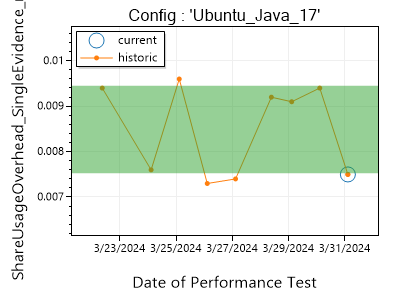 Config : 'Ubuntu_Java_17'
current
historic
0.01
0.009
0.008
0.007
ShareUsageOverhead_SingleEvidence_
3/23/2024
3/25/2024
3/27/2024
3/29/2024
3/31/2024
Date of Performance Test